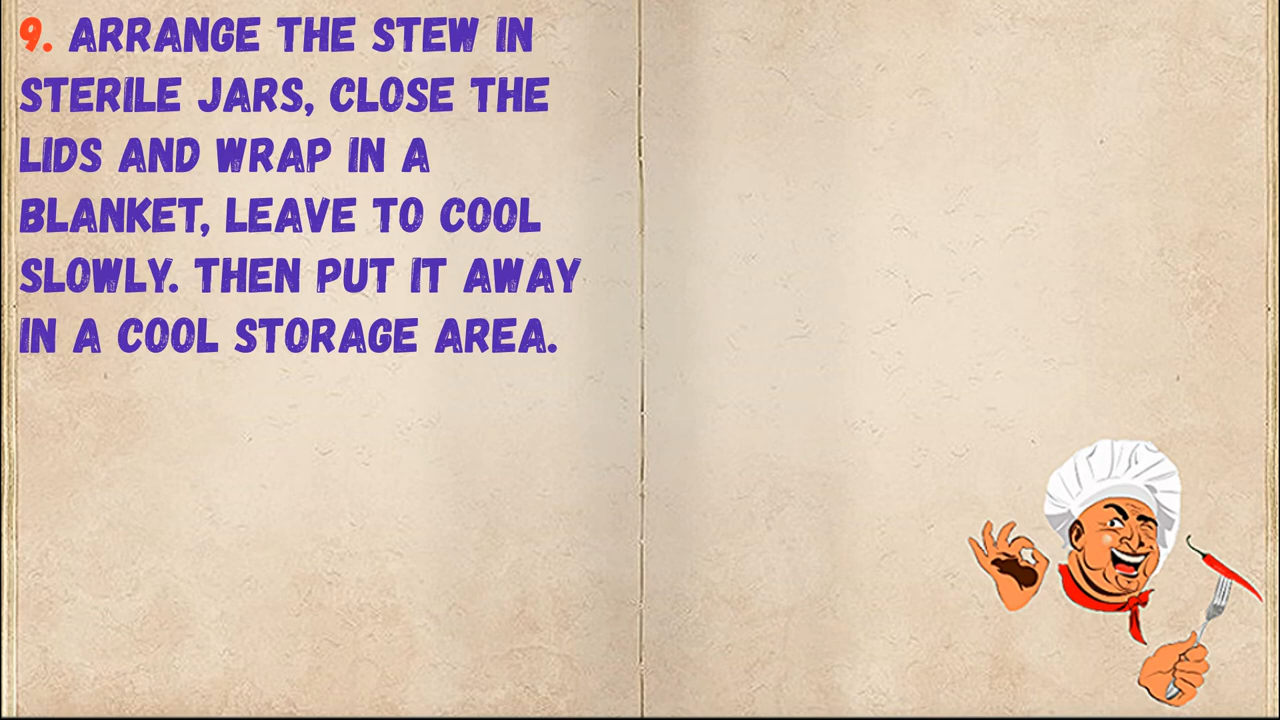 9. ARRANGE THE STEW IN
STERILE JARS, CLOSE THE
LIDS AND WRAP IN A
BLANKET, LEAVE TO COOL
SLOWLY. THEN PUT IT AWAY
IN A COOL STORAGE AREA.